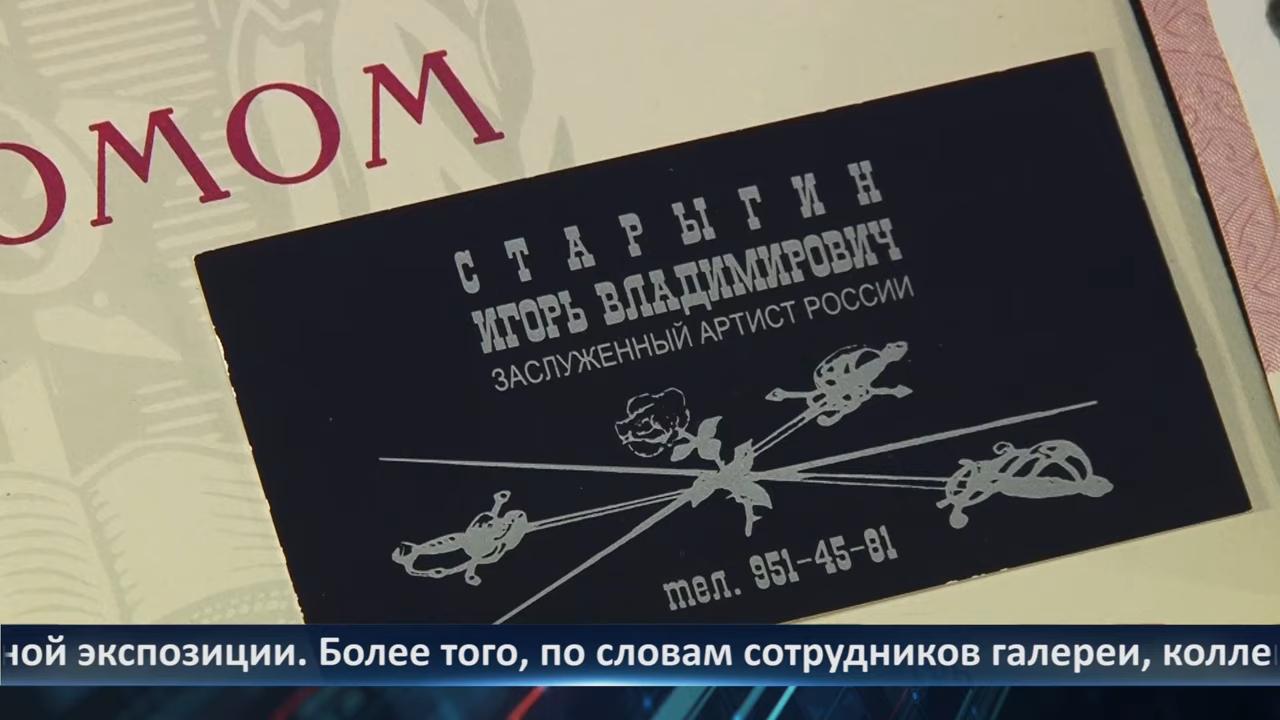 ОМОМ
СТАРЫГИН
ИГОРЬ ВЛАДИМИРОВИЧ
ЗАСЛУЖЕННЫЙ АРТИСТ РОССИИ
тел. 951-45-81
ной экспозиции. Более того, по словам сотрудников галереи, колле